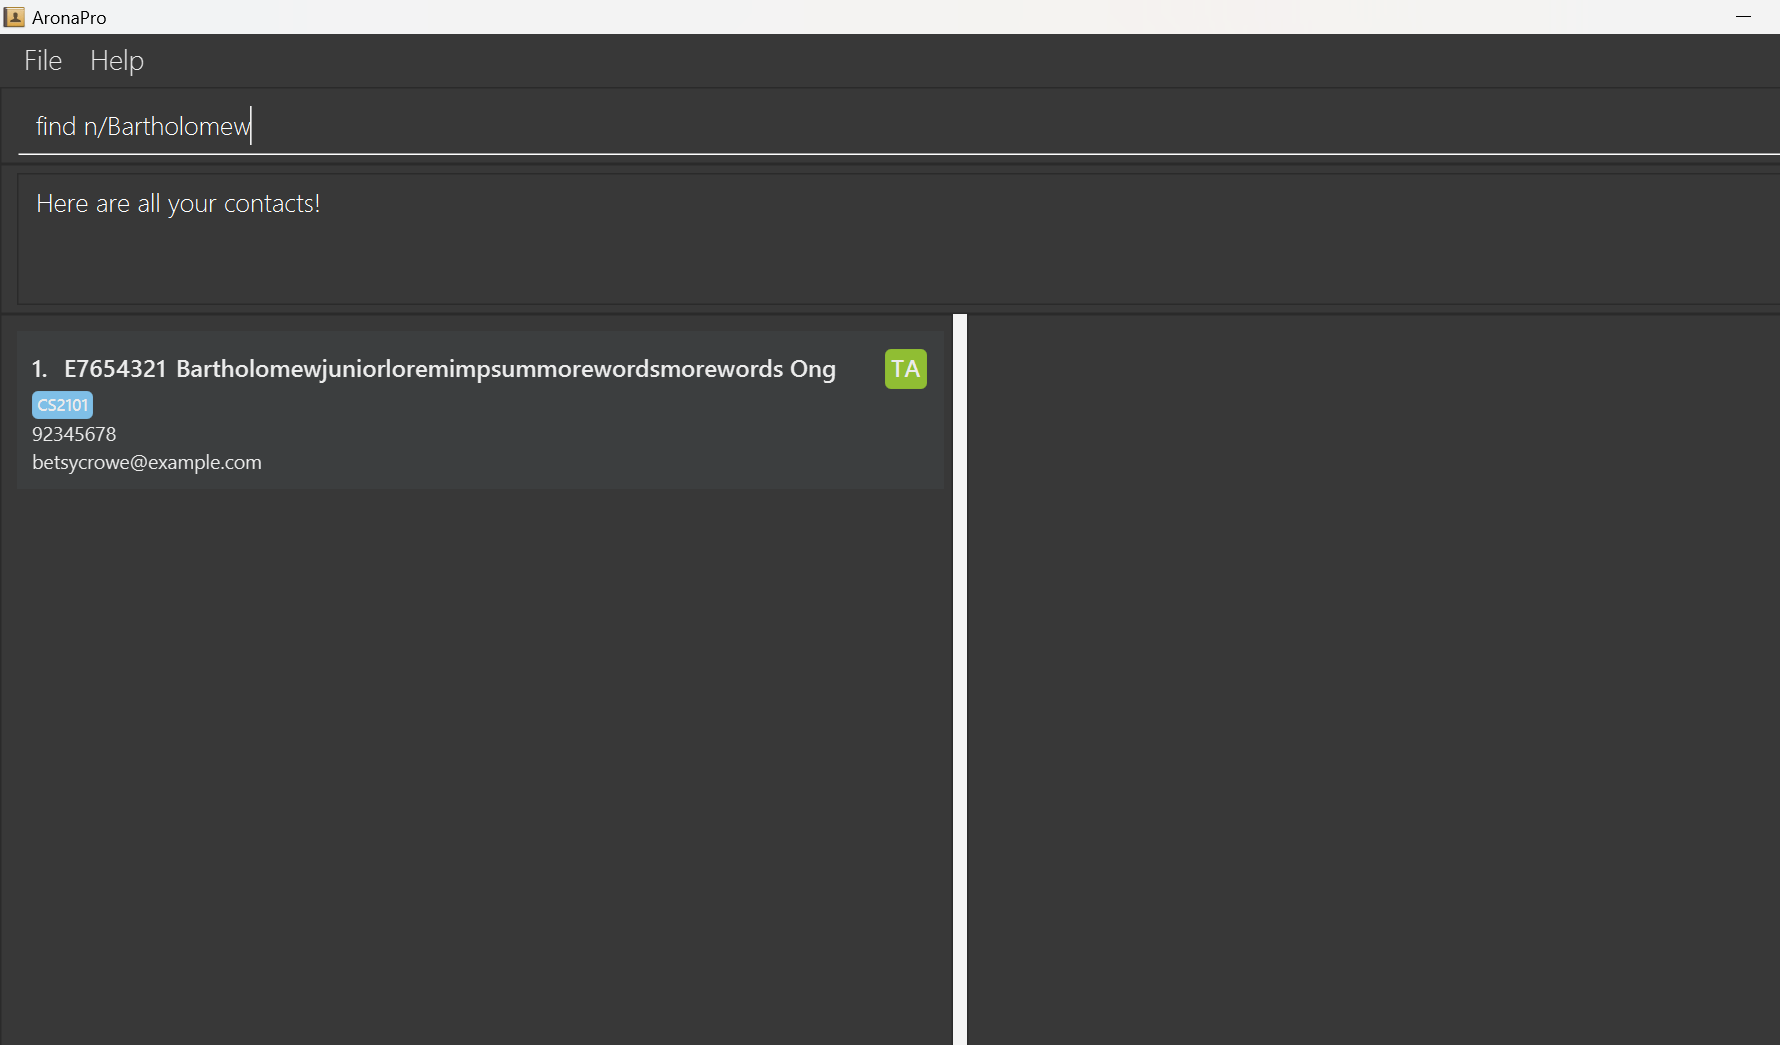 AronaPro
File Help
find n/Bartholomew
Here are all your contacts!
1. E7654321 Bartholomewjuniorloremimpsummorewordsmorewords Ong TA
CS2101
92345678
betsycrowe@example.com